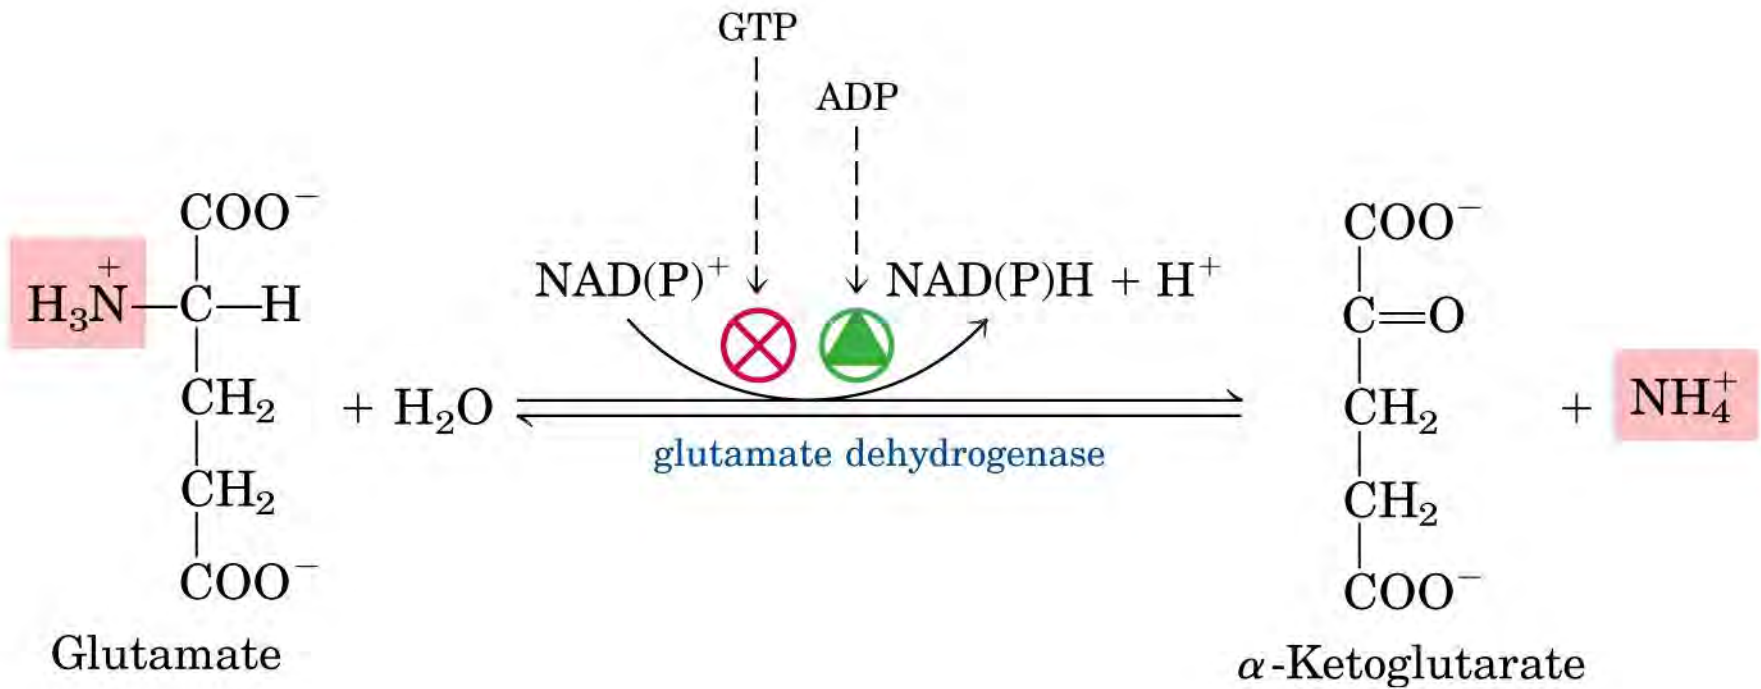 GTP
ADP
COO⁻
H₃N⁺—C—H
CH₂
CH₂
COO⁻
Glutamate
+ H₂O
NAD(P)⁺
NAD(P)H + H⁺
glutamate dehydrogenase
COO⁻
C=O
CH₂
CH₂
COO⁻
α-Ketoglutarate
+ NH₄⁺